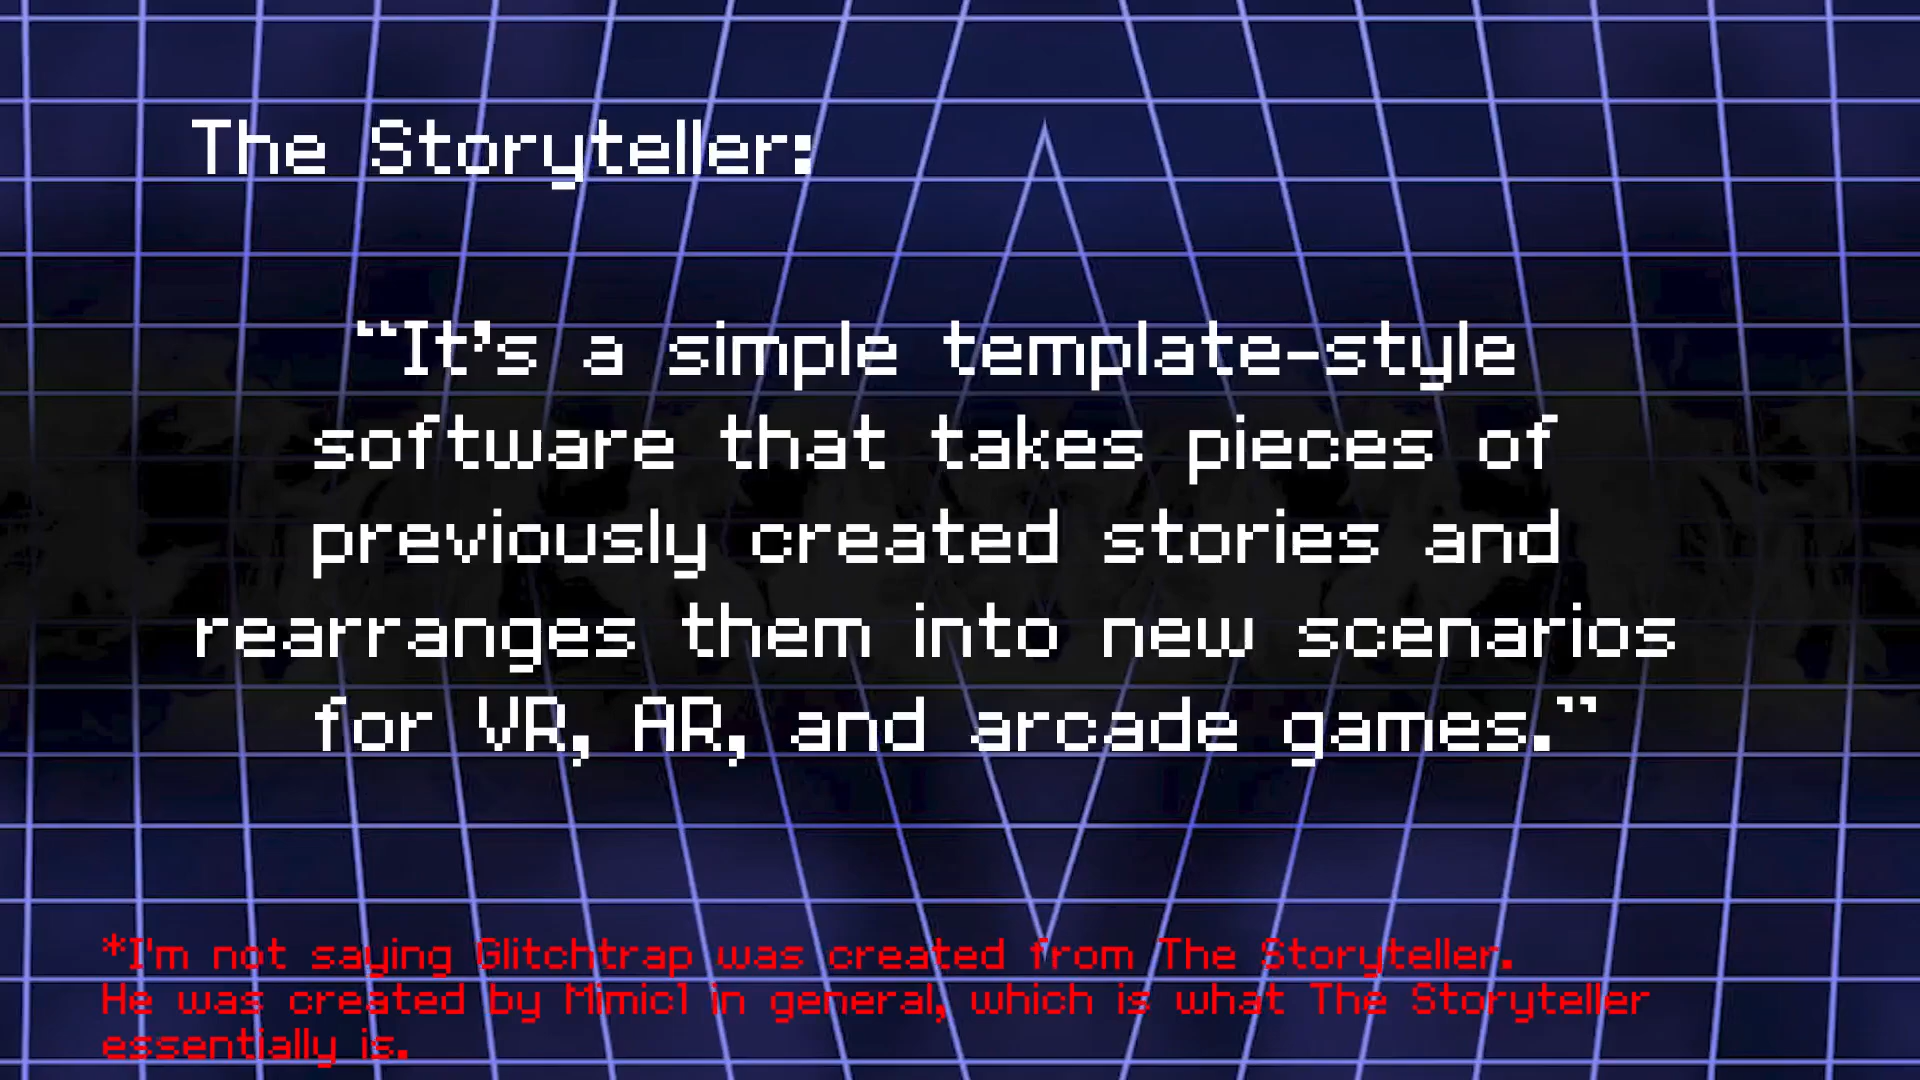 The Storyteller:
“It’s a simple template-style
software that takes pieces of
previously created stories and
rearranges them into new scenarios
for VR, AR, and arcade games.”
*I'm not saying Glitchtrap was created from The Storyteller.
He was created by Mimic1 in general, which is what The Storyteller
essentially is.